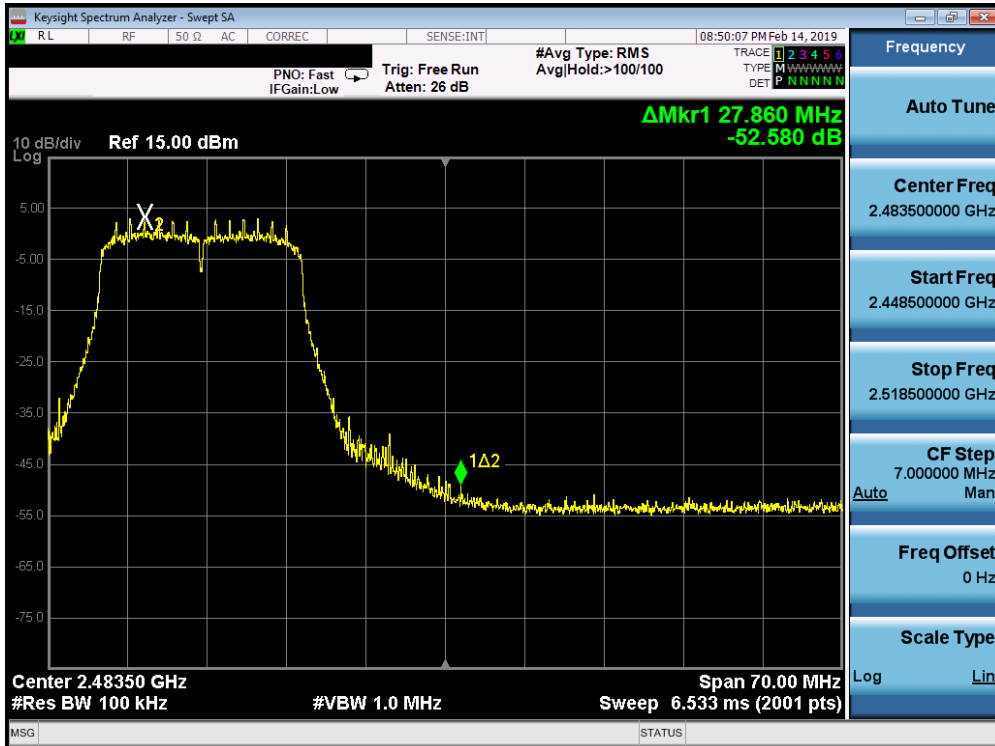 Keysight Spectrum Analyzer - Swept SA
LXI RL RF 50 Ω AC CORREC SENSE:INT 08:50:07 PM Feb 14, 2019
PNO: Fast Trig: Free Run #Avg Type: RMS TRACE 1 2 3 4 5 6
IFGain:Low Atten: 26 dB Avg|Hold:>100/100 TYPE M WWWWW
DET P N N N N N
Frequency
ΔMkr1 27.860 MHz
-52.580 dB
10 dB/div Ref 15.00 dBm
Log
5.00
-5.00
-15.0
-25.0
-35.0
-45.0
-55.0
-65.0
-75.0
X2
1Δ2
Center 2.48350 GHz Span 70.00 MHz
#Res BW 100 kHz #VBW 1.0 MHz Sweep 6.533 ms (2001 pts)
Auto Tune
Center Freq
2.483500000 GHz
Start Freq
2.448500000 GHz
Stop Freq
2.518500000 GHz
CF Step
7.000000 MHz
Auto Man
Freq Offset
0 Hz
Scale Type
Log Lin
MSG STATUS